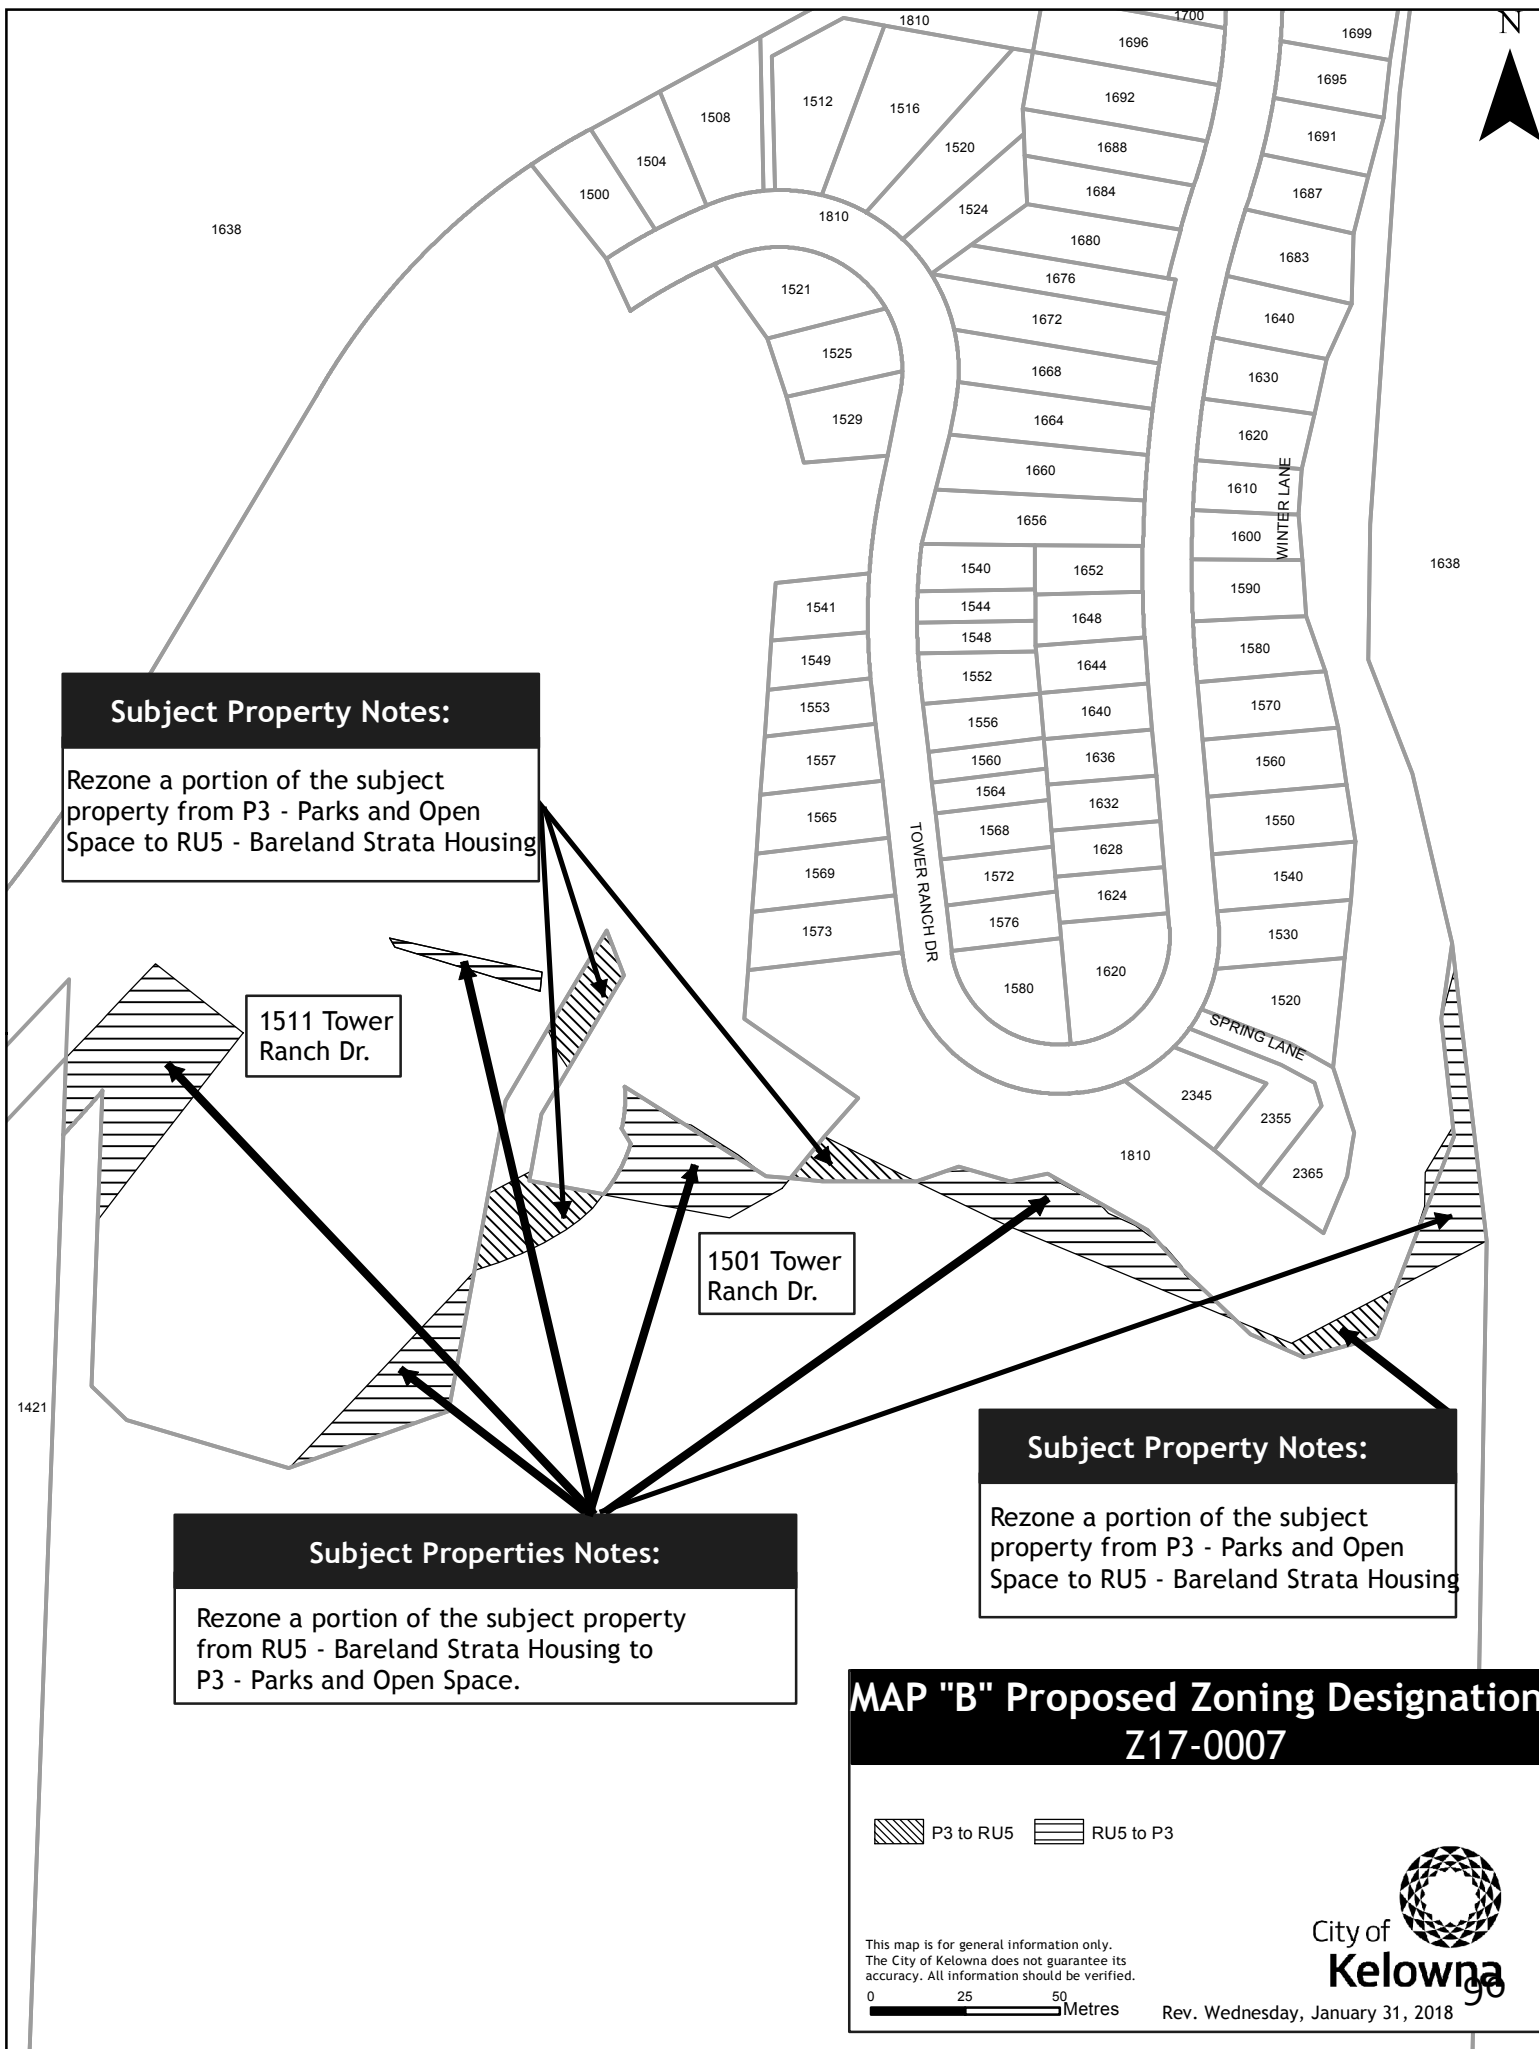 1810
1700
1699
N
1696
1695
1692
1512
1516
1508
1691
1520
1688
1504
1684
1687
1500
1524
1810
1638
1680
1683
1676
1521
1672
1640
1525
1668
1630
1529
1664
1620
1660
1610
WINTER LANE
1656
1600
1540
1652
1638
1590
1541
1544
1648
1548
1580
1549
1552
1644
1553
1556
1640
1570
1557
1560
1636
1560
1564
1632
1565
1568
1550
TOWER RANCH DR
1628
1569
1572
1540
1624
1576
1573
1530
1620
1580
1520
SPRING LANE
2345
2355
1810
2365
1421
Subject Property Notes:
Rezone a portion of the subject
property from P3 - Parks and Open
Space to RU5 - Bareland Strata Housing
1511 Tower
Ranch Dr.
1501 Tower
Ranch Dr.
Subject Property Notes:
Rezone a portion of the subject
property from P3 - Parks and Open
Space to RU5 - Bareland Strata Housing
Subject Properties Notes:
Rezone a portion of the subject property
from RU5 - Bareland Strata Housing to
P3 - Parks and Open Space.
MAP "B" Proposed Zoning Designation
Z17-0007
P3 to RU5
RU5 to P3
This map is for general information only.
The City of Kelowna does not guarantee its
accuracy. All information should be verified.
0 25 50
Metres
City of
Kelowna
90
Rev. Wednesday, January 31, 2018